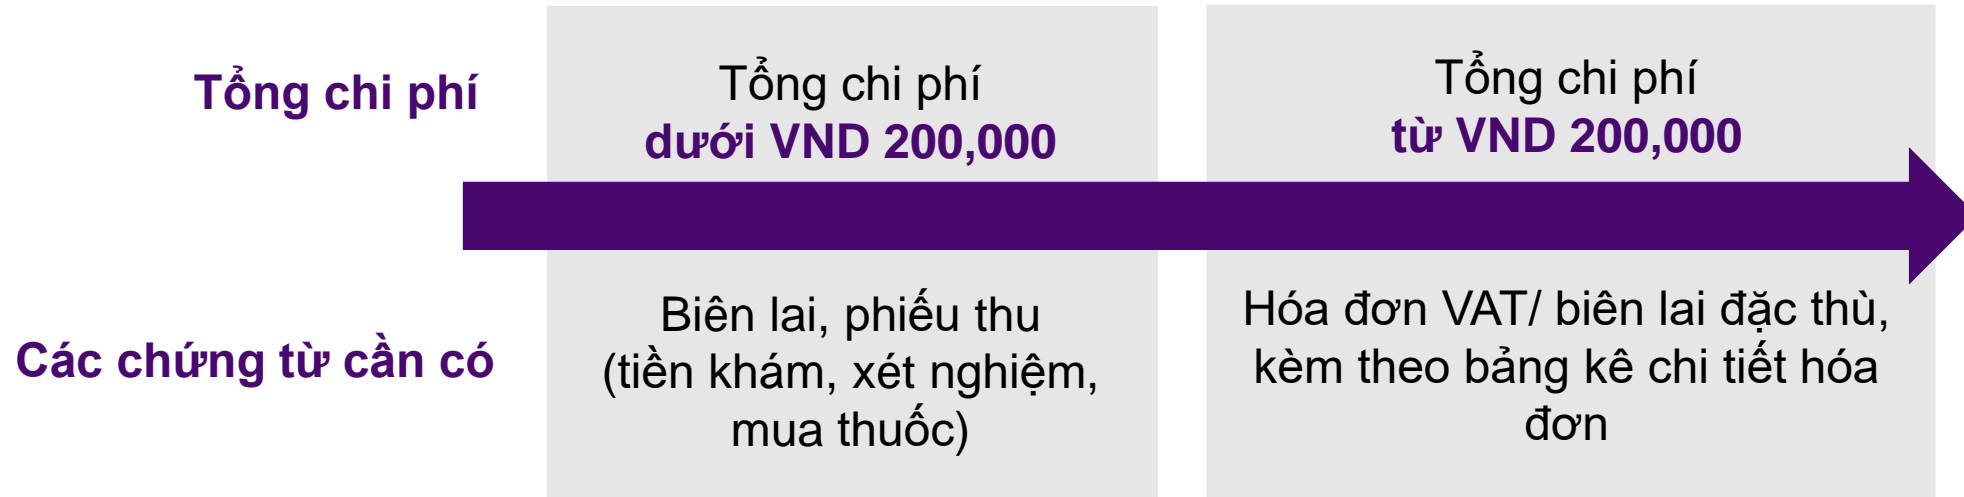 Tổng chi phí
Tổng chi phí
dưới VND 200,000
Tổng chi phí
từ VND 200,000
Các chứng từ cần có
Biên lai, phiếu thu
(tiền khám, xét nghiệm,
mua thuốc)
Hóa đơn VAT/ biên lai đặc thù,
kèm theo bảng kê chi tiết hóa
đơn